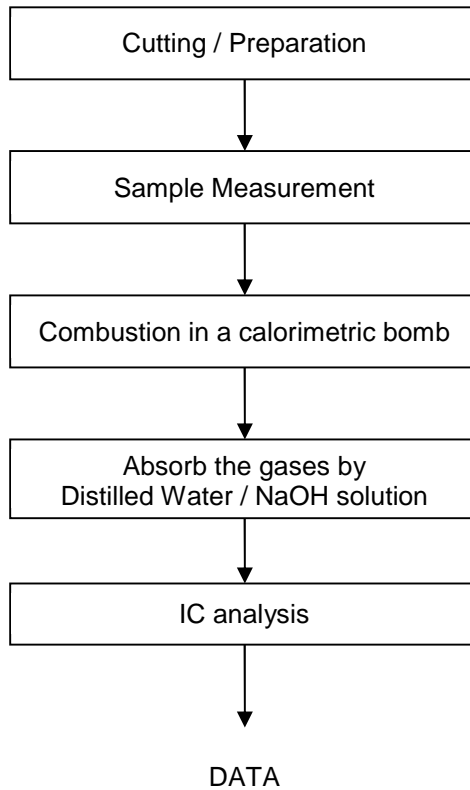 Cutting / Preparation
Sample Measurement
Combustion in a calorimetric bomb
Absorb the gases by
Distilled Water / NaOH solution
IC analysis
DATA